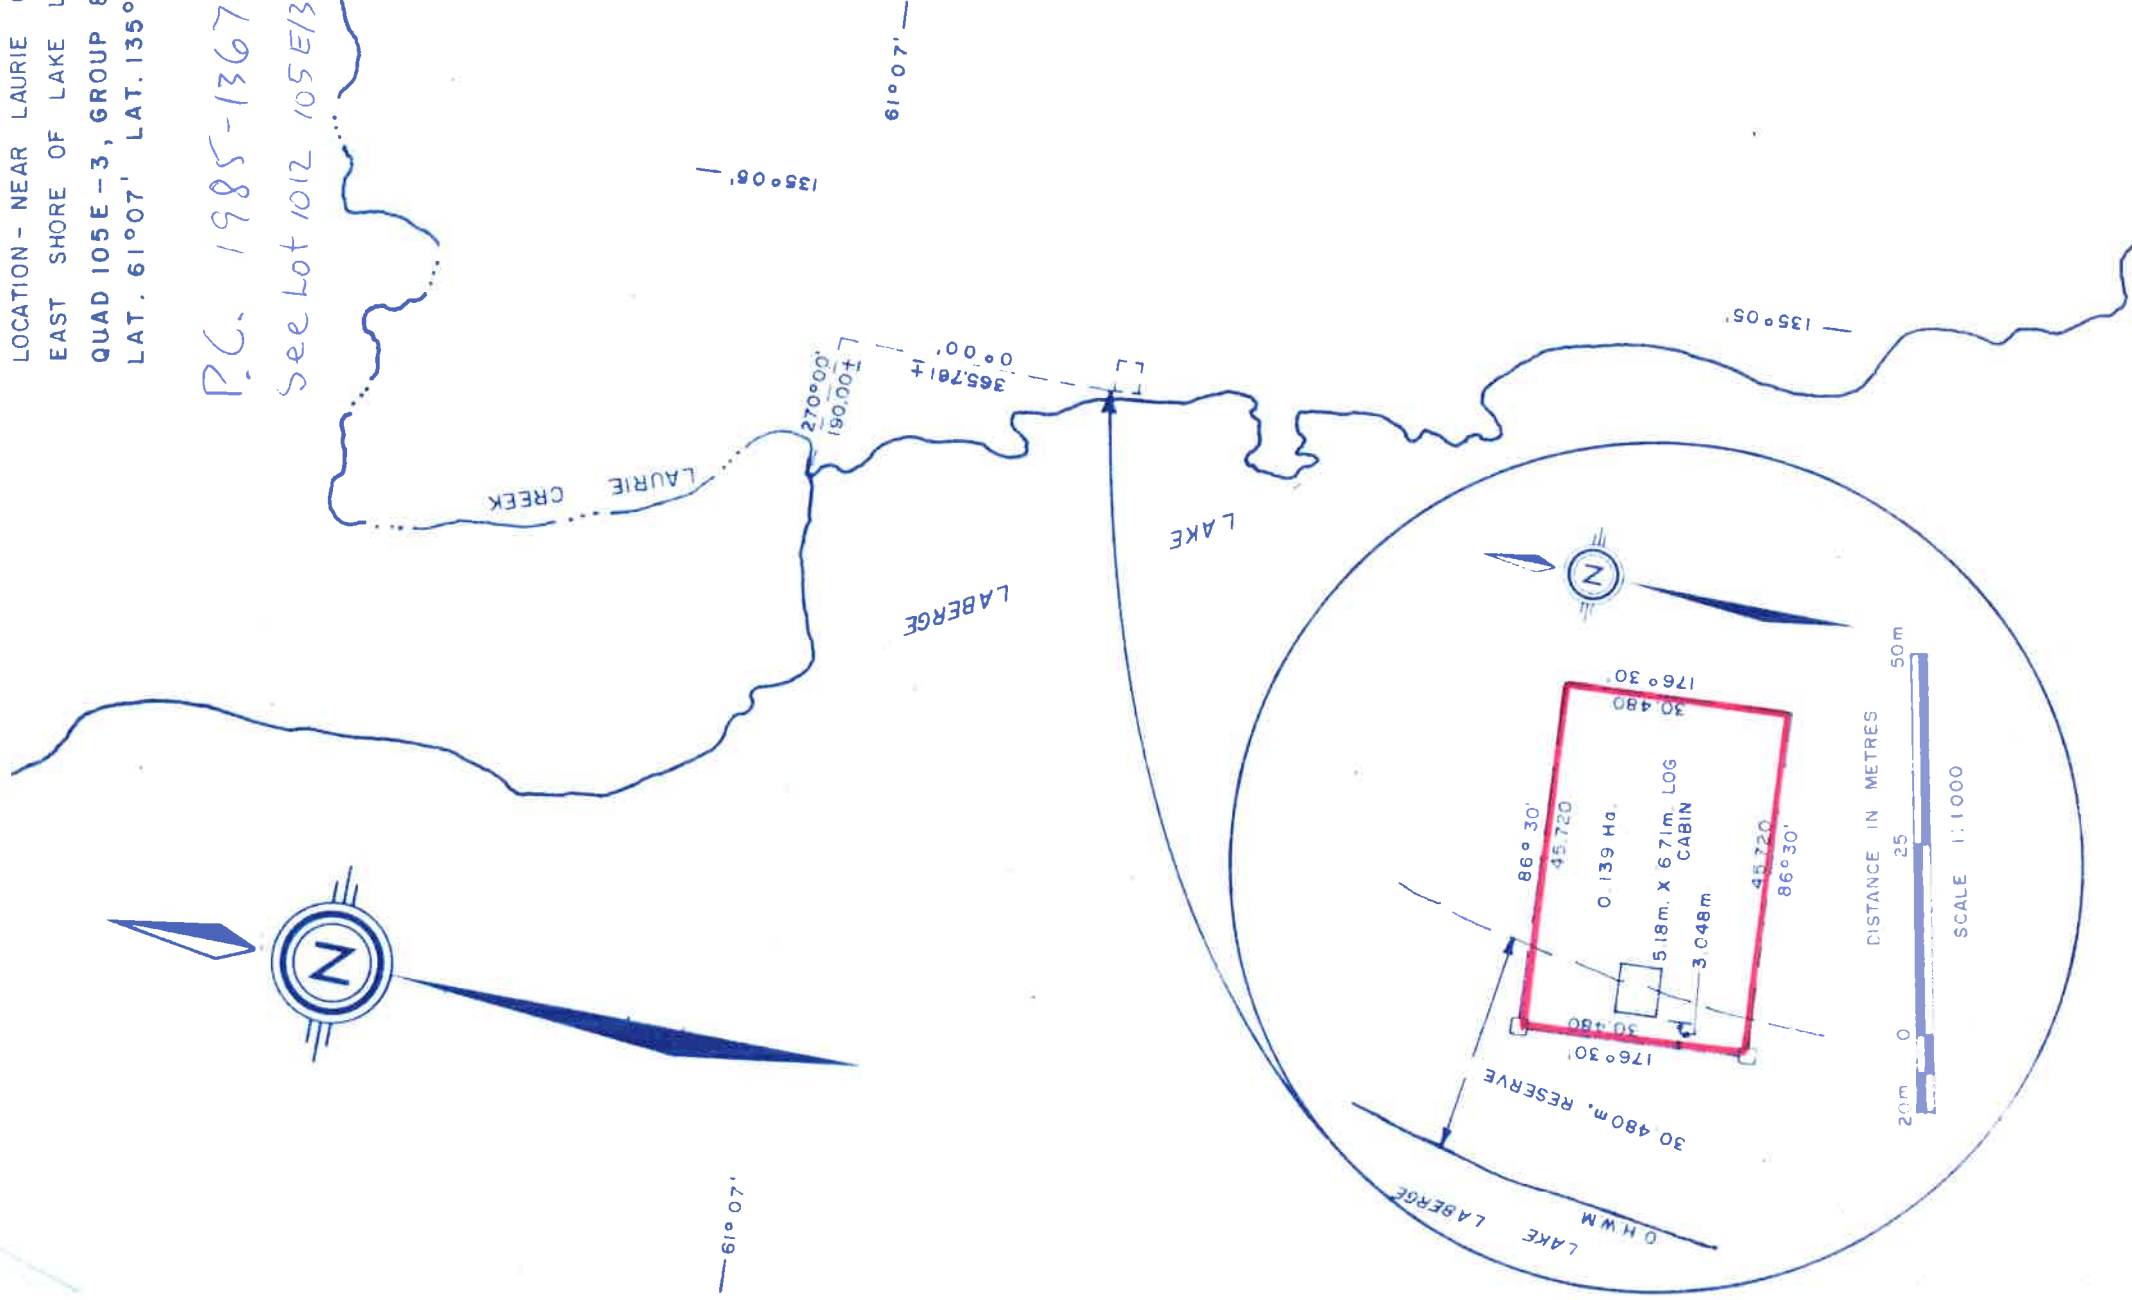 LOCATION - NEAR LAURIE
EAST SHORE OF LAKE
QUAD 105E-3, GROUP
LAT. 61°07' LAT. 135°
P.C. 1985-1367
See Lot 1012 105 E/3
61°07'
135°05'
270°00'
190.00±
0°00'
365.761±
LAURIE CREEK
LAKE
LABERGE
135°05'
N
N
61°07'
86°30'
45.720
176°30'
30.480
0.139 Ha.
5.18m. X 6.71m. LOG
CABIN
3.048m
45.720
86°30'
30.480
176°30'
30.480m. RESERVE
LAKE LABERGE
O.H.W.M
DISTANCE IN METRES
20m 0 25 50m
SCALE 1:1000